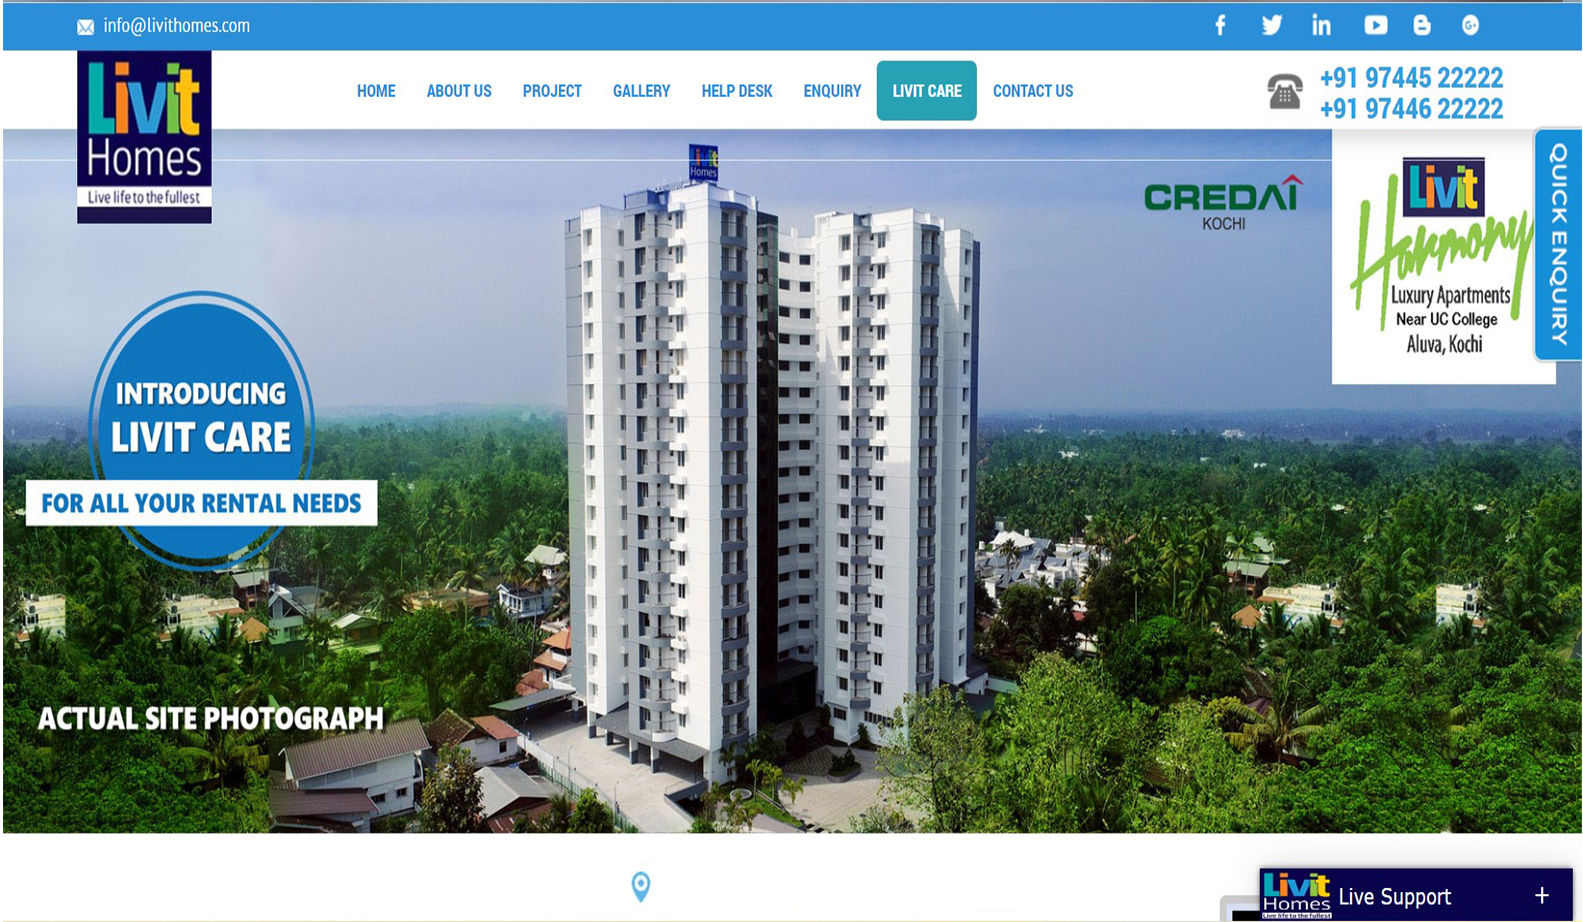 info@livithomes.com
Livit
Homes
Live life to the fullest
HOME
ABOUT US
PROJECT
GALLERY
HELP DESK
ENQUIRY
LIVIT CARE
CONTACT US
+91 97445 22222
+91 97446 22222
Livit
Homes
CREDAI
KOCHI
Livit
Harmony
Luxury Apartments
Near UC College
Aluva, Kochi
QUICK ENQUIRY
INTRODUCING
LIVIT CARE
FOR ALL YOUR RENTAL NEEDS
ACTUAL SITE PHOTOGRAPH
Livit
Homes
Live life to the fullest
Live Support
+